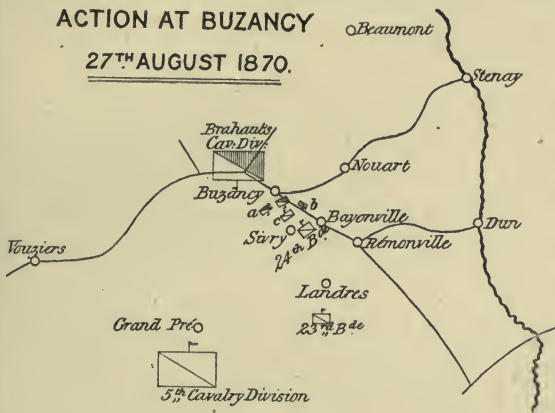 ACTION AT BUZANCY
27TH AUGUST 1870.
Beaumont
Stenay
Brahaut's
Cav: Div:
Nouart
Buzancy
a
b
c
Bayonville
Sivry
24th Bde
Rémonville
Dun
Vouziers
Landres
Grand Pré
23rd Bde
5th Cavalry Division